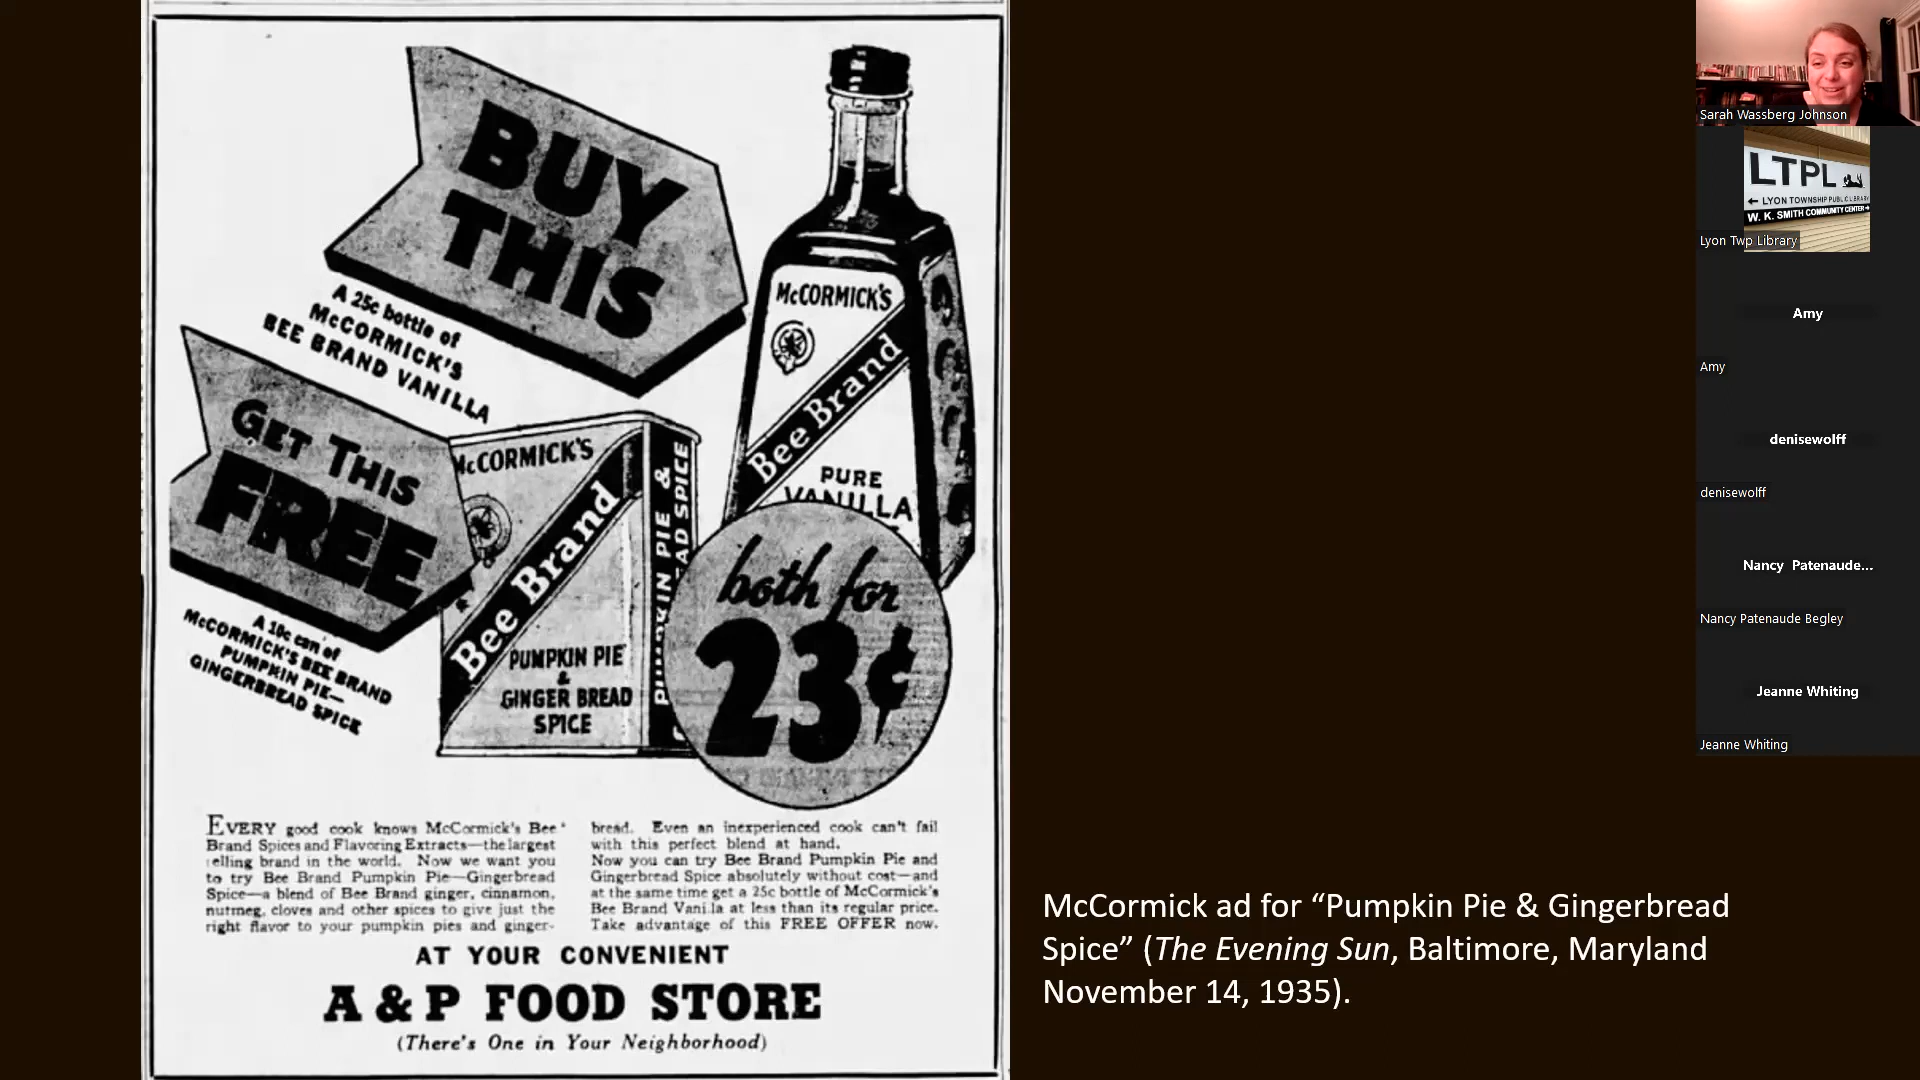 BUY
THIS
A 25c bottle of
McCORMICK'S
BEE BRAND VANILLA
GET THIS
FREE
A 10c can of
McCORMICK'S BEE BRAND
PUMPKIN PIE—
GINGERBREAD SPICE
McCORMICK'S
Bee Brand
PURE
VANILLA
McCORMICK'S
Bee Brand
PUMPKIN PIE
&
GINGER BREAD
SPICE
PUMPKIN PIE &
AD SPICE
both for
23¢
EVERY good cook knows McCormick's Bee
Brand Spices and Flavoring Extracts—the largest
elling brand in the world. Now we want you
to try Bee Brand Pumpkin Pie—Gingerbread
Spice—a blend of Bee Brand ginger, cinnamon,
nutmeg, cloves and other spices to give just the
right flavor to your pumpkin pies and ginger-
bread. Even an inexperienced cook can't fail
with this perfect blend at hand.
Now you can try Bee Brand Pumpkin Pie and
Gingerbread Spice absolutely without cost—and
at the same time get a 25c bottle of McCormick's
Bee Brand Vanilla at less than its regular price.
Take advantage of this FREE OFFER now.
AT YOUR CONVENIENT
A & P FOOD STORE
(There's One in Your Neighborhood)
McCormick ad for “Pumpkin Pie & Gingerbread
Spice” (The Evening Sun, Baltimore, Maryland
November 14, 1935).
Sarah Wassberg Johnson
LTPL
← LYON TOWNSHIP PUBLIC LIBRARY
W. K. SMITH COMMUNITY CENTER →
Lyon Twp Library
Amy
Amy
denisewolff
denisewolff
Nancy Patenaude...
Nancy Patenaude Begley
Jeanne Whiting
Jeanne Whiting